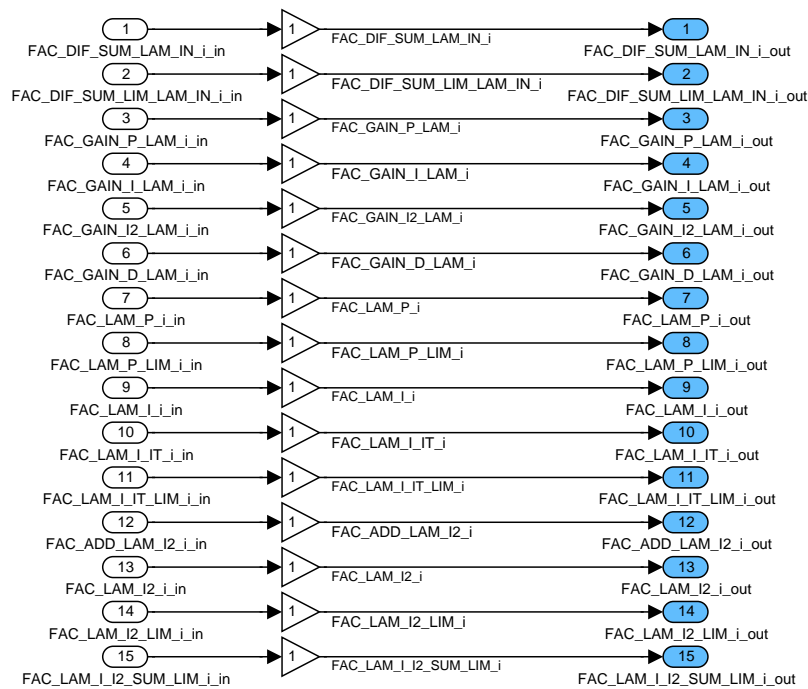 1 1 1
FAC_DIF_SUM_LAM_IN_i_in FAC_DIF_SUM_LAM_IN_i FAC_DIF_SUM_LAM_IN_i_out
2 1 2
FAC_DIF_SUM_LIM_LAM_IN_i_in FAC_DIF_SUM_LIM_LAM_IN_i FAC_DIF_SUM_LIM_LAM_IN_i_out
3 1 3
FAC_GAIN_P_LAM_i_in FAC_GAIN_P_LAM_i FAC_GAIN_P_LAM_i_out
4 1 4
FAC_GAIN_I_LAM_i_in FAC_GAIN_I_LAM_i FAC_GAIN_I_LAM_i_out
5 1 5
FAC_GAIN_I2_LAM_i_in FAC_GAIN_I2_LAM_i FAC_GAIN_I2_LAM_i_out
6 1 6
FAC_GAIN_D_LAM_i_in FAC_GAIN_D_LAM_i FAC_GAIN_D_LAM_i_out
7 1 7
FAC_LAM_P_i_in FAC_LAM_P_i FAC_LAM_P_i_out
8 1 8
FAC_LAM_P_LIM_i_in FAC_LAM_P_LIM_i FAC_LAM_P_LIM_i_out
9 1 9
FAC_LAM_I_i_in FAC_LAM_I_i FAC_LAM_I_i_out
10 1 10
FAC_LAM_I_IT_i_in FAC_LAM_I_IT_i FAC_LAM_I_IT_i_out
11 1 11
FAC_LAM_I_IT_LIM_i_in FAC_LAM_I_IT_LIM_i FAC_LAM_I_IT_LIM_i_out
12 1 12
FAC_ADD_LAM_I2_i_in FAC_ADD_LAM_I2_i FAC_ADD_LAM_I2_i_out
13 1 13
FAC_LAM_I2_i_in FAC_LAM_I2_i FAC_LAM_I2_i_out
14 1 14
FAC_LAM_I2_LIM_i_in FAC_LAM_I2_LIM_i FAC_LAM_I2_LIM_i_out
15 1 15
FAC_LAM_I_I2_SUM_LIM_i_in FAC_LAM_I_I2_SUM_LIM_i FAC_LAM_I_I2_SUM_LIM_i_out